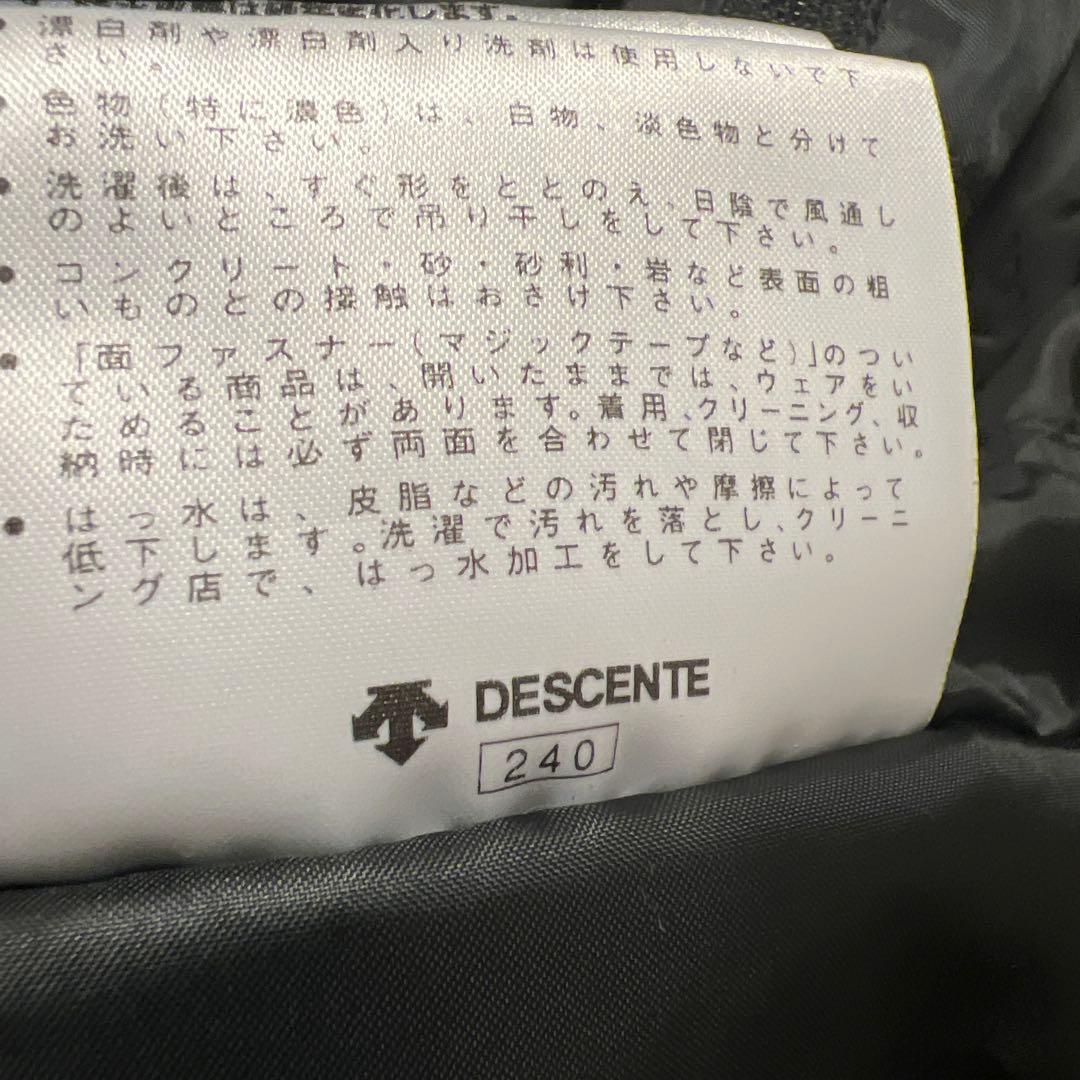 します。
漂白剤や漂白剤入り洗剤は使用しないで下
さい。
色物(特に濃色)は、白物、淡色物と分けて
お洗い下さい。
洗濯後は、すぐ形をととのえ、日陰で風通し
のよいところで吊り干しをして下さい。
コンクリート・砂・砂利・岩など表面の粗
いものとの接触はおさけ下さい。
「面ファスナー(マジックテープなど)」のつい
ている商品は、開いたままでは、ウェアをい
ためることがあります。着用、クリーニング、収
納時には必ず両面を合わせて閉じて下さい。
はっ水は、皮脂などの汚れや摩擦によって
低下します。洗濯で汚れを落とし、クリーニ
ング店で、はっ水加工をして下さい。
DESCENTE
240